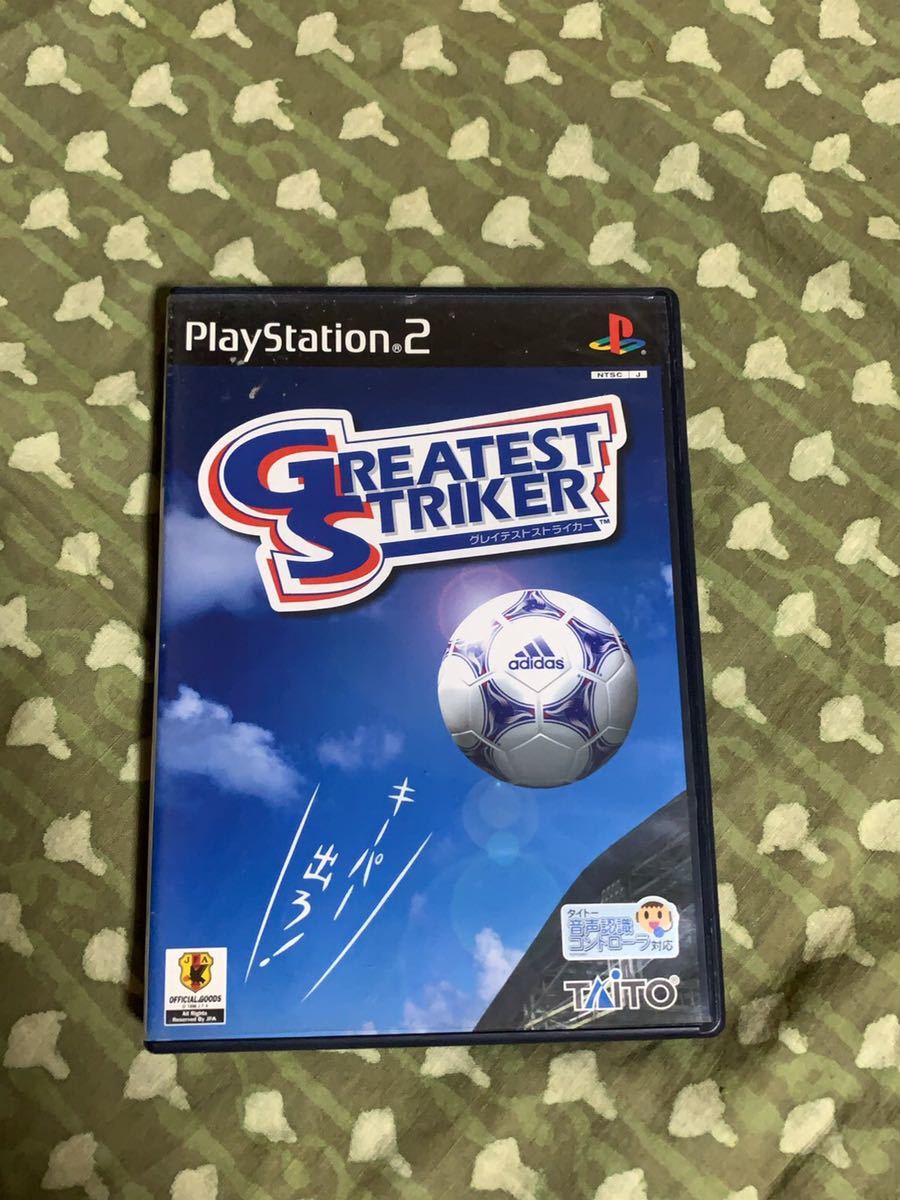 PlayStation®2
NTSC J
GREATEST
STRIKER™
グレイテストストライカー
adidas
キーパー
出ろ!
タイトー
音声認識
コントローラ対応
TAITO®
JFA
OFFICIAL GOODS
All Rights
Reserved By JFA